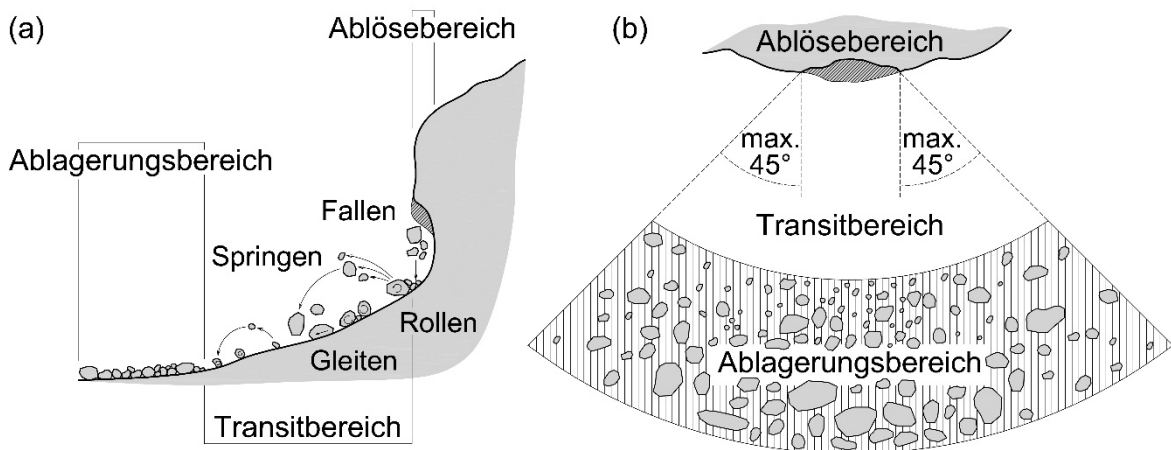 (a)
Ablösebereich
Ablagerungsbereich
Fallen
Springen
Rollen
Gleiten
Transitbereich
(b)
Ablösebereich
max.
45°
max.
45°
Transitbereich
Ablagerungsbereich